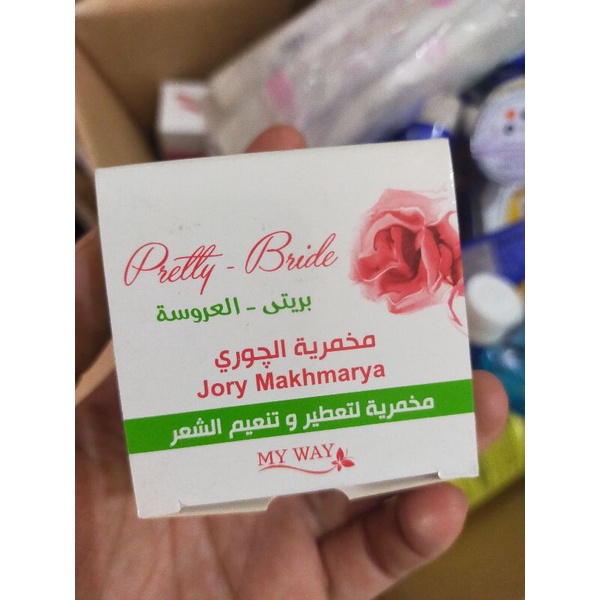 Pretty - Bride
بريتى - العروسة
مخمرية الچوري
Jory Makhmarya
مخمرية لتعطير و تنعيم الشعر
MY WAY